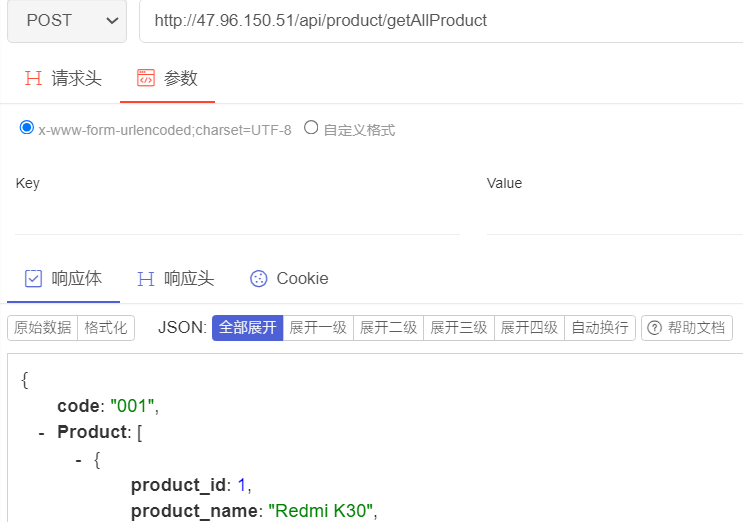 POST http://47.96.150.51/api/product/getAllProduct
请求头 参数
x-www-form-urlencoded;charset=UTF-8 自定义格式
Key Value
响应体 响应头 Cookie
原始数据 格式化 JSON: 全部展开 展开一级 展开二级 展开三级 展开四级 自动换行 帮助文档
{
code: "001",
- Product: [
- {
product_id: 1,
product_name: "Redmi K30",